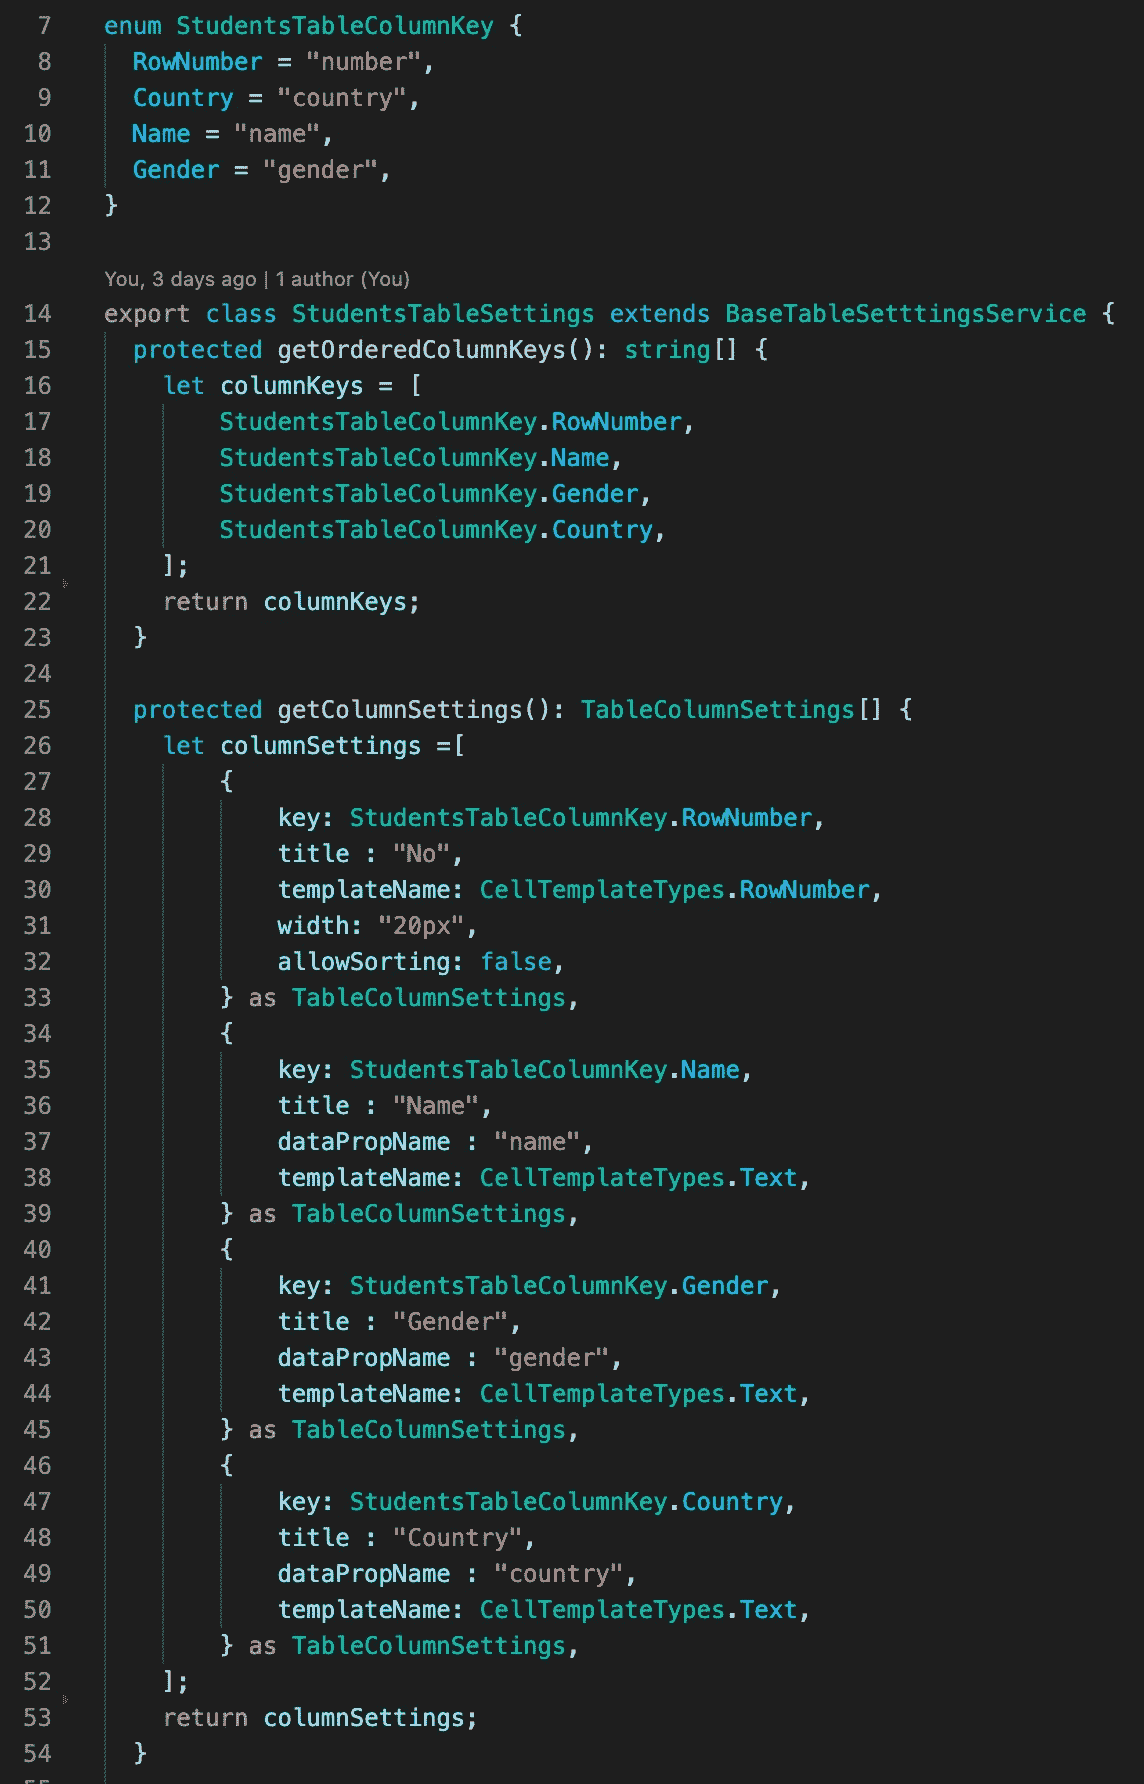 7 enum StudentsTableColumnKey {
8 RowNumber = "number",
9 Country = "country",
10 Name = "name",
11 Gender = "gender",
12 }
13
You, 3 days ago | 1 author (You)
14 export class StudentsTableSettings extends BaseTableSetttingsService {
15 protected getOrderedColumnKeys(): string[] {
16 let columnKeys = [
17 StudentsTableColumnKey.RowNumber,
18 StudentsTableColumnKey.Name,
19 StudentsTableColumnKey.Gender,
20 StudentsTableColumnKey.Country,
21 ];
22 return columnKeys;
23 }
24
25 protected getColumnSettings(): TableColumnSettings[] {
26 let columnSettings =[
27 {
28 key: StudentsTableColumnKey.RowNumber,
29 title : "No",
30 templateName: CellTemplateTypes.RowNumber,
31 width: "20px",
32 allowSorting: false,
33 } as TableColumnSettings,
34 {
35 key: StudentsTableColumnKey.Name,
36 title : "Name",
37 dataPropName : "name",
38 templateName: CellTemplateTypes.Text,
39 } as TableColumnSettings,
40 {
41 key: StudentsTableColumnKey.Gender,
42 title : "Gender",
43 dataPropName : "gender",
44 templateName: CellTemplateTypes.Text,
45 } as TableColumnSettings,
46 {
47 key: StudentsTableColumnKey.Country,
48 title : "Country",
49 dataPropName : "country",
50 templateName: CellTemplateTypes.Text,
51 } as TableColumnSettings,
52 ];
53 return columnSettings;
54 }